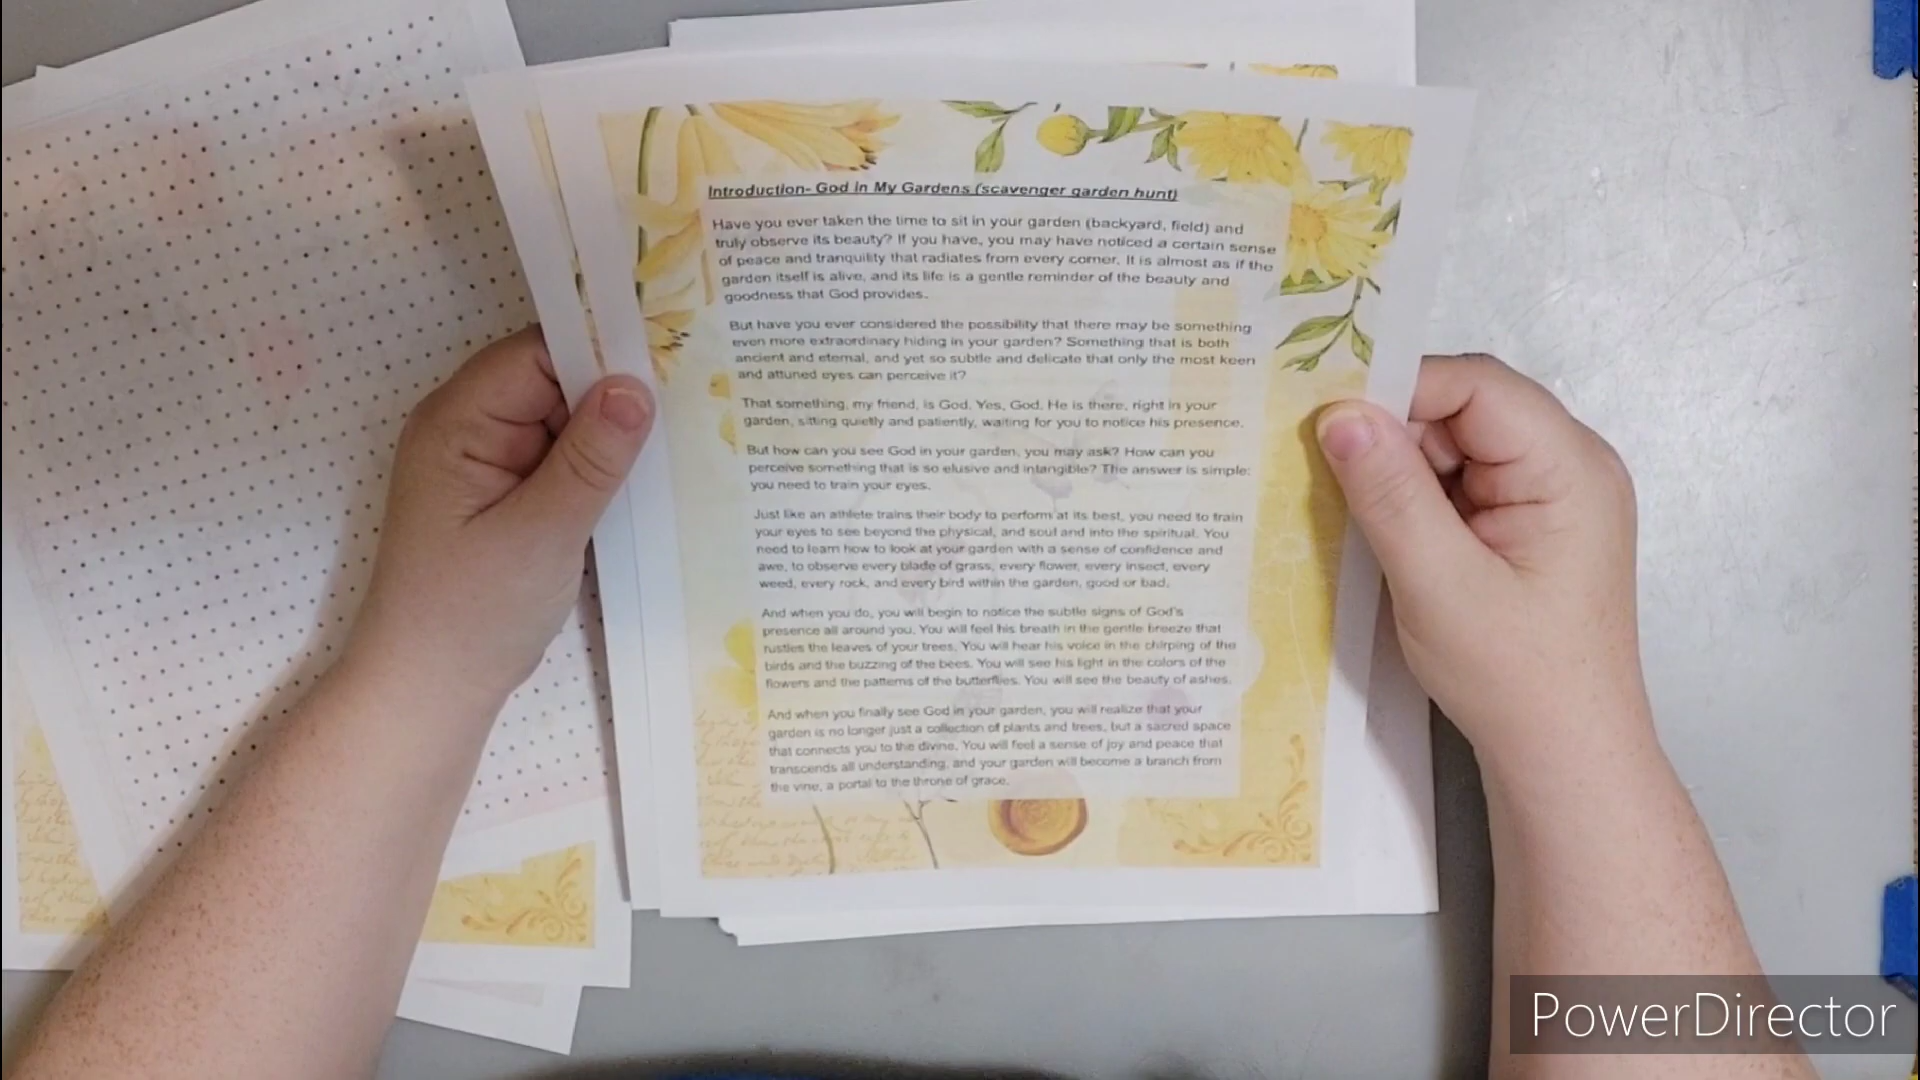 Introduction- God in My Gardens (scavenger garden hunt)
Have you ever taken the time to sit in your garden (backyard, field) and
truly observe its beauty? If you have, you may have noticed a certain sense
of peace and tranquility that radiates from every corner. It is almost as if the
garden itself is alive, and its life is a gentle reminder of the beauty and
goodness that God provides.
But have you ever considered the possibility that there may be something
even more extraordinary hiding in your garden? Something that is both
ancient and eternal, and yet so subtle and delicate that only the most keen
and attuned eyes can perceive it?
That something, my friend, is God. Yes, God. He is there, right in your
garden, sitting quietly and patiently, waiting for you to notice his presence.
But how can you see God in your garden, you may ask? How can you
perceive something that is so elusive and intangible? The answer is simple:
you need to train your eyes.
Just like an athlete trains their body to perform at its best, you need to train
your eyes to see beyond the physical, and soul and into the spiritual. You
need to learn how to look at your garden with a sense of confidence and
awe, to observe every blade of grass, every flower, every insect, every
weed, every rock, and every bird within the garden, good or bad.
And when you do, you will begin to notice the subtle signs of God's
presence all around you. You will feel his breath in the gentle breeze that
rustles the leaves of your trees. You will hear his voice in the chirping of the
birds and the buzzing of the bees. You will see his light in the colors of the
flowers and the patterns of the butterflies. You will see the beauty of ashes.
And when you finally see God in your garden, you will realize that your
garden is no longer just a collection of plants and trees, but a sacred space
that connects you to the divine. You will feel a sense of joy and peace that
transcends all understanding, and your garden will become a branch from
the vine, a portal to the throne of grace.
PowerDirector